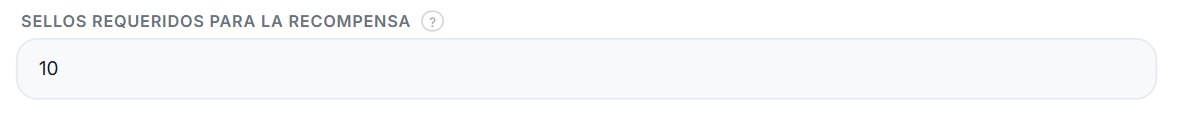 SELLOS REQUERIDOS PARA LA RECOMPENSA ?
10